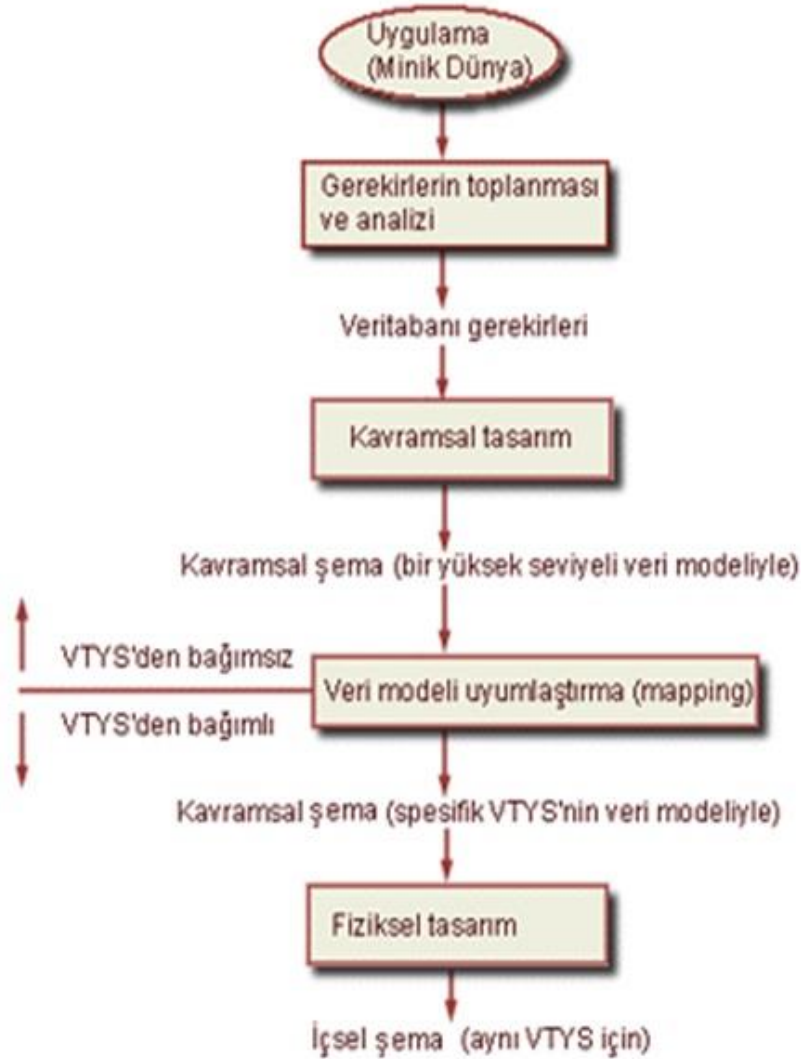 Uygulama
(Minik Dünya)
Gerekirlerin toplanması
ve analizi
Veritabanı gerekirleri
Kavramsal tasarım
Kavramsal şema (bir yüksek seviyeli veri modeliyle)
VTYS'den bağımsız
Veri modeli uyumlaştırma (mapping)
VTYS'den bağımlı
Kavramsal şema (spesifik VTYS'nin veri modeliyle)
Fiziksel tasarım
İçsel şema (aynı VTYS için)